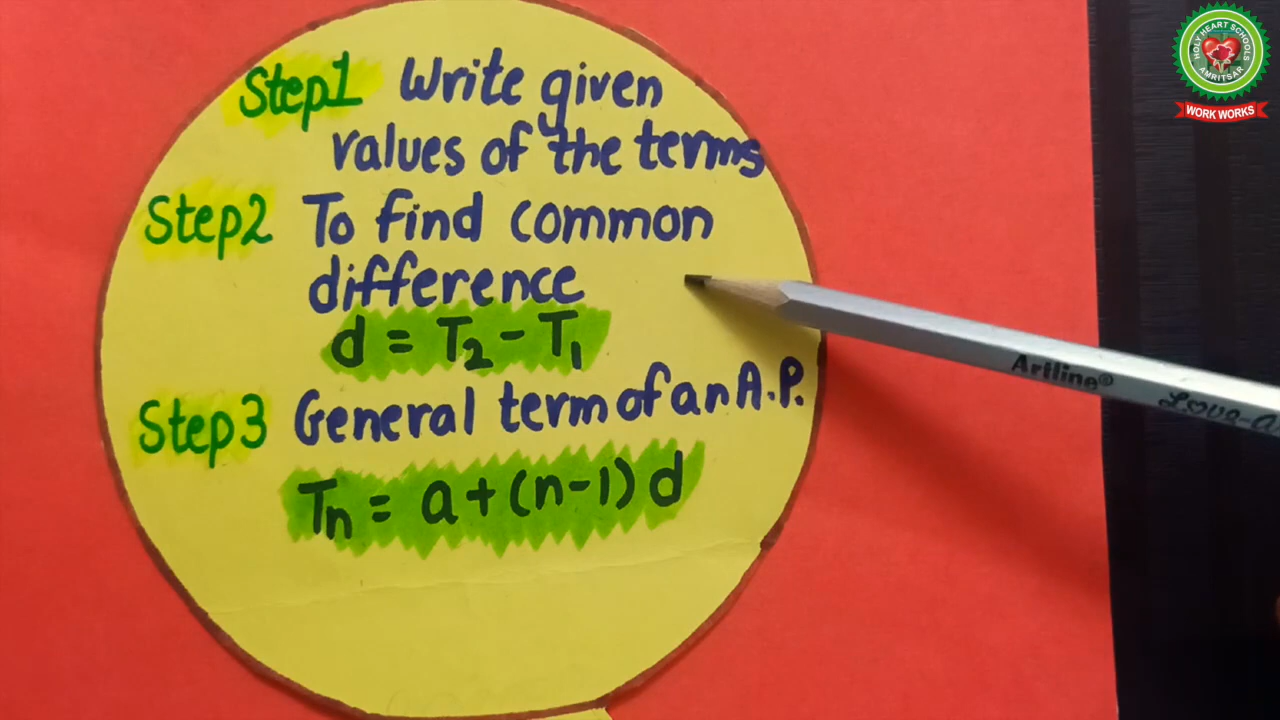 Step1 Write given
values of the terms
Step2 To find common
difference
d = T₂ - T₁
Step3 General term of an A.P.
Tₙ = a + (n-1) d
Artline®
HOLY HEART SCHOOLS
AMRITSAR
WORK WORKS